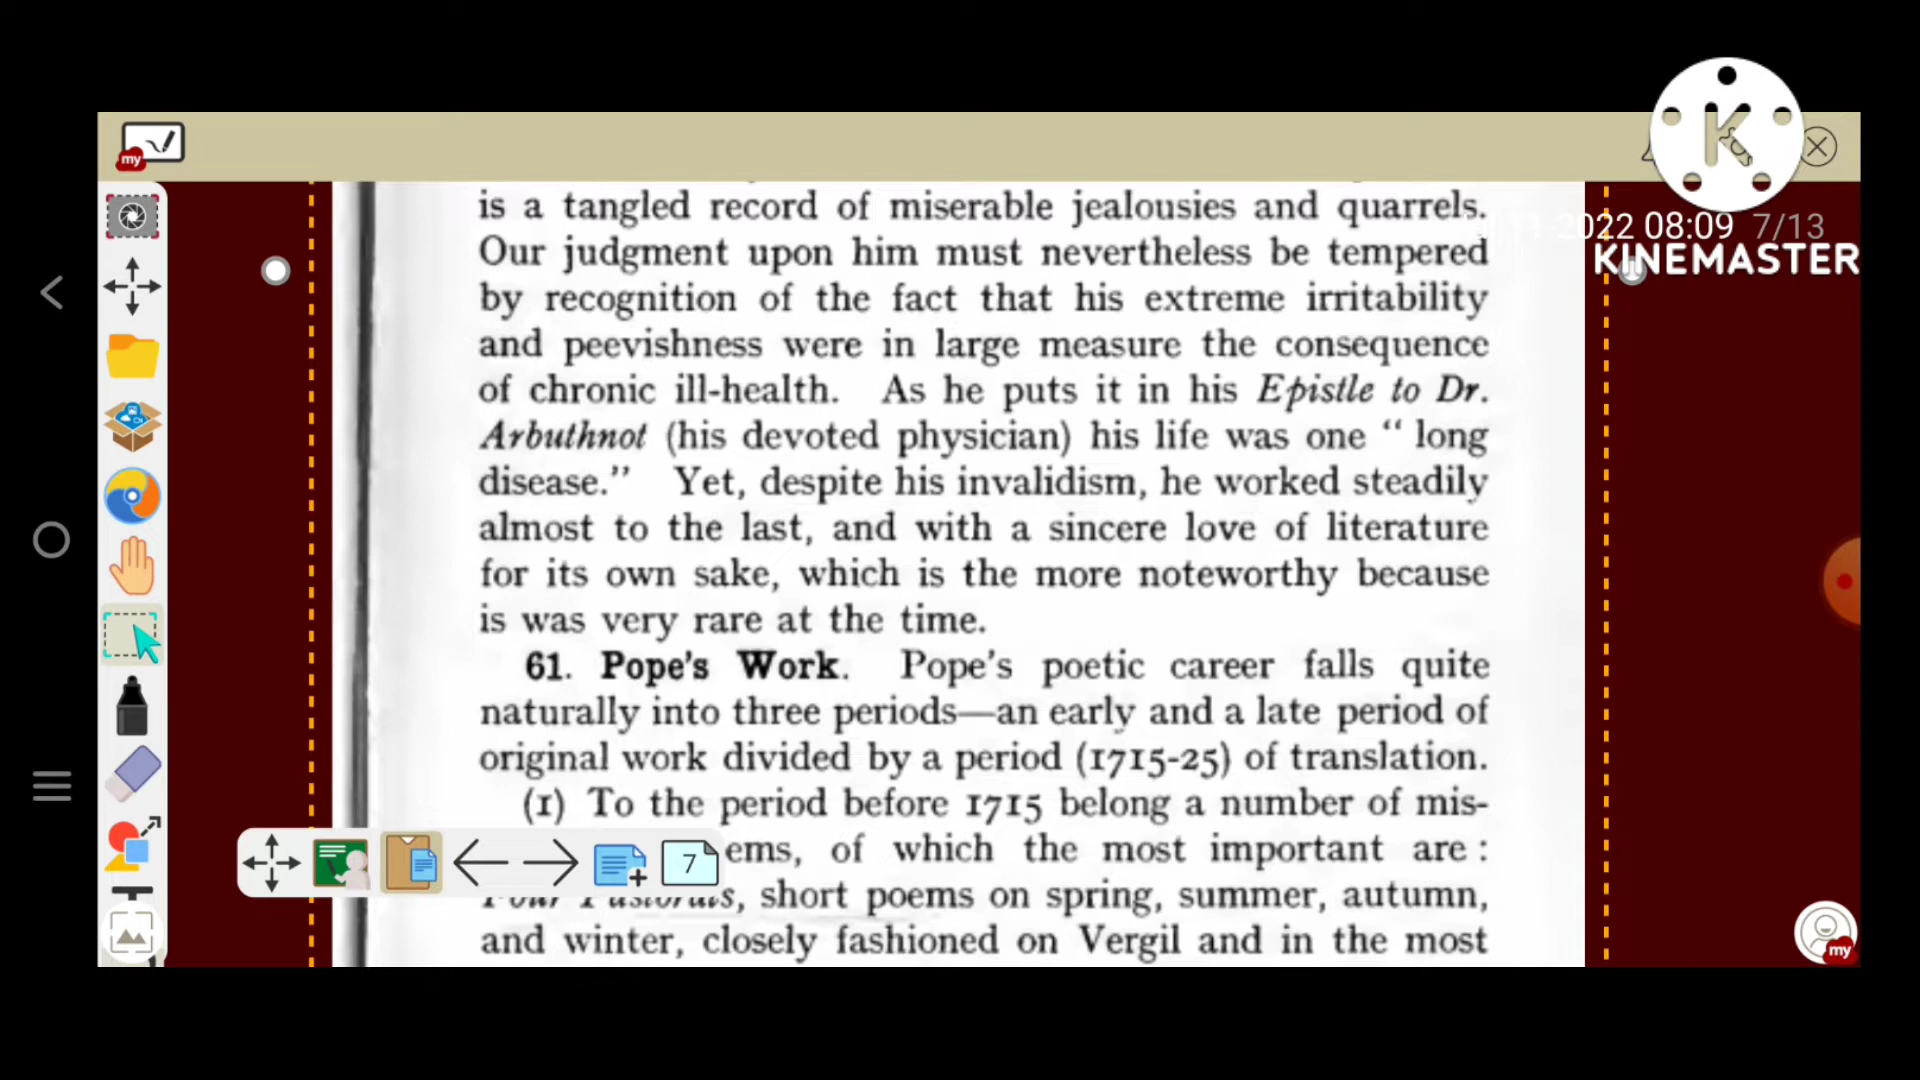 my
K
2022 08:09 7/13
KINEMASTER
is a tangled record of miserable jealousies and quarrels.
Our judgment upon him must nevertheless be tempered
by recognition of the fact that his extreme irritability
and peevishness were in large measure the consequence
of chronic ill-health. As he puts it in his Epistle to Dr.
Arbuthnot (his devoted physician) his life was one “ long
disease.” Yet, despite his invalidism, he worked steadily
almost to the last, and with a sincere love of literature
for its own sake, which is the more noteworthy because
is was very rare at the time.
61. Pope's Work. Pope's poetic career falls quite
naturally into three periods—an early and a late period of
original work divided by a period (1715-25) of translation.
(1) To the period before 1715 belong a number of mis-
ems, of which the most important are :
short poems on spring, summer, autumn,
and winter, closely fashioned on Vergil and in the most
7
my